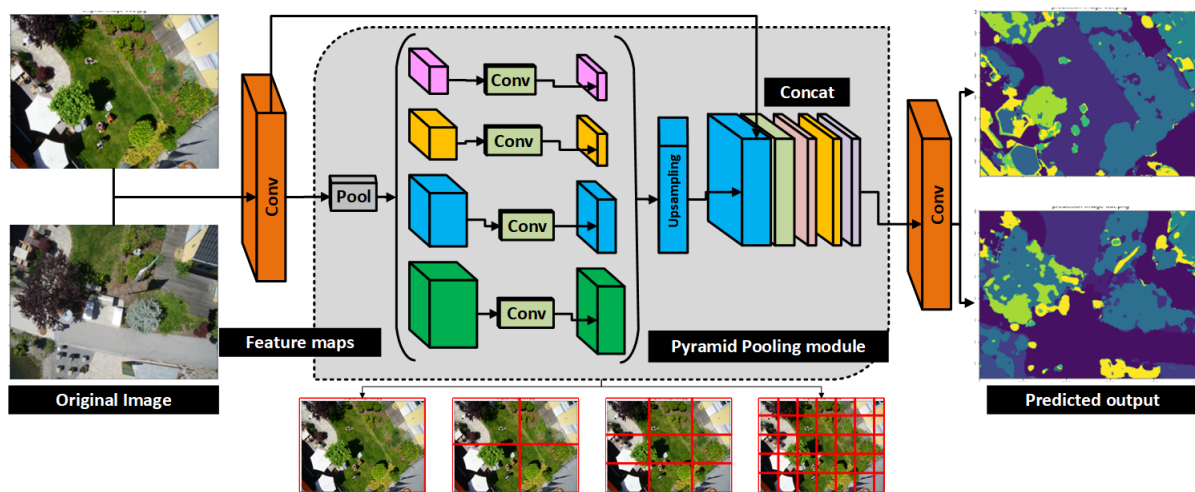 Conv
Pool
Conv
Conv
Conv
Conv
Upsampling
Concat
Conv
Feature maps
Pyramid Pooling module
Original Image
Predicted output